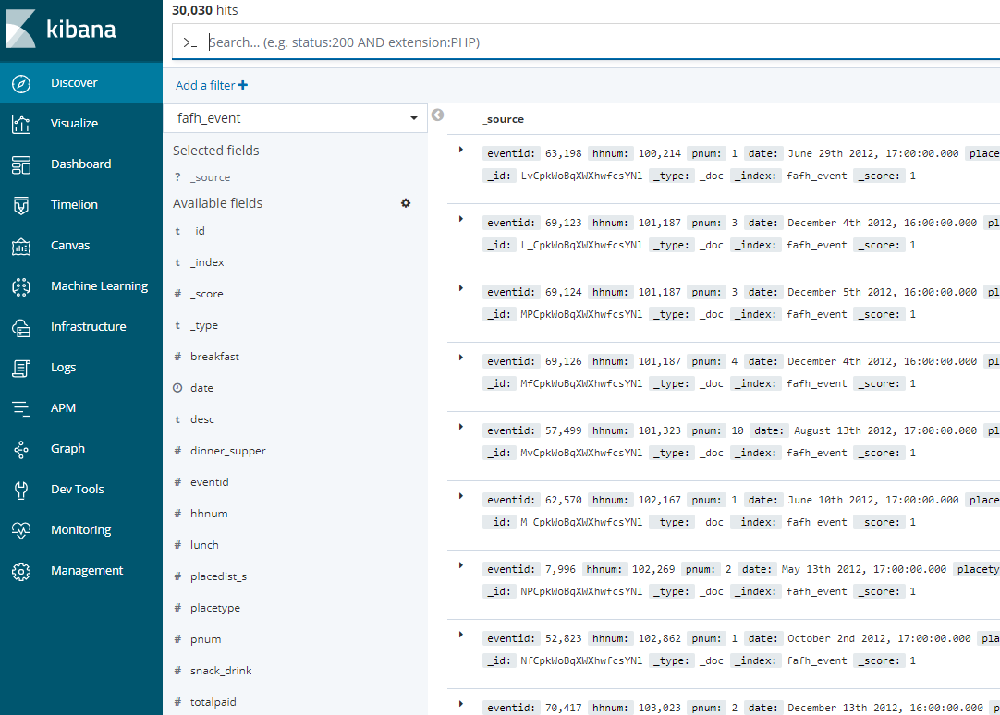 kibana
Discover
Visualize
Dashboard
Timelion
Canvas
Machine Learning
Infrastructure
Logs
APM
Graph
Dev Tools
Monitoring
Management
30,030 hits
>_ Search... (e.g. status:200 AND extension:PHP)
Add a filter +
fafh_event
Selected fields
? _source
Available fields
t _id
t _index
# _score
t _type
# breakfast
date
t desc
# dinner_supper
# eventid
# hhnum
# lunch
# placedist_s
# placetype
# pnum
# snack_drink
# totalpaid
_source
eventid: 63,198 hhnum: 100,214 pnum: 1 date: June 29th 2012, 17:00:00.000 place
_id: LvCpkWoBqXWXhwfcsYNl _type: _doc _index: fafh_event _score: 1
eventid: 69,123 hhnum: 101,187 pnum: 3 date: December 4th 2012, 16:00:00.000 pl
_id: L_CpkWoBqXWXhwfcsYNl _type: _doc _index: fafh_event _score: 1
eventid: 69,124 hhnum: 101,187 pnum: 3 date: December 5th 2012, 16:00:00.000 pl
_id: MPCpkWoBqXWXhwfcsYNl _type: _doc _index: fafh_event _score: 1
eventid: 69,126 hhnum: 101,187 pnum: 4 date: December 4th 2012, 16:00:00.000 pl
_id: MfCpkWoBqXWXhwfcsYNl _type: _doc _index: fafh_event _score: 1
eventid: 57,499 hhnum: 101,323 pnum: 10 date: August 13th 2012, 17:00:00.000 pl
_id: MvCpkWoBqXWXhwfcsYNl _type: _doc _index: fafh_event _score: 1
eventid: 62,570 hhnum: 102,167 pnum: 1 date: June 10th 2012, 17:00:00.000 place
_id: M_CpkWoBqXWXhwfcsYNl _type: _doc _index: fafh_event _score: 1
eventid: 7,996 hhnum: 102,269 pnum: 2 date: May 13th 2012, 17:00:00.000 placety
_id: NPCpkWoBqXWXhwfcsYNl _type: _doc _index: fafh_event _score: 1
eventid: 52,823 hhnum: 102,862 pnum: 1 date: October 2nd 2012, 17:00:00.000 pla
_id: NfCpkWoBqXWXhwfcsYNl _type: _doc _index: fafh_event _score: 1
eventid: 70,417 hhnum: 103,023 pnum: 2 date: December 13th 2012, 16:00:00.000 p